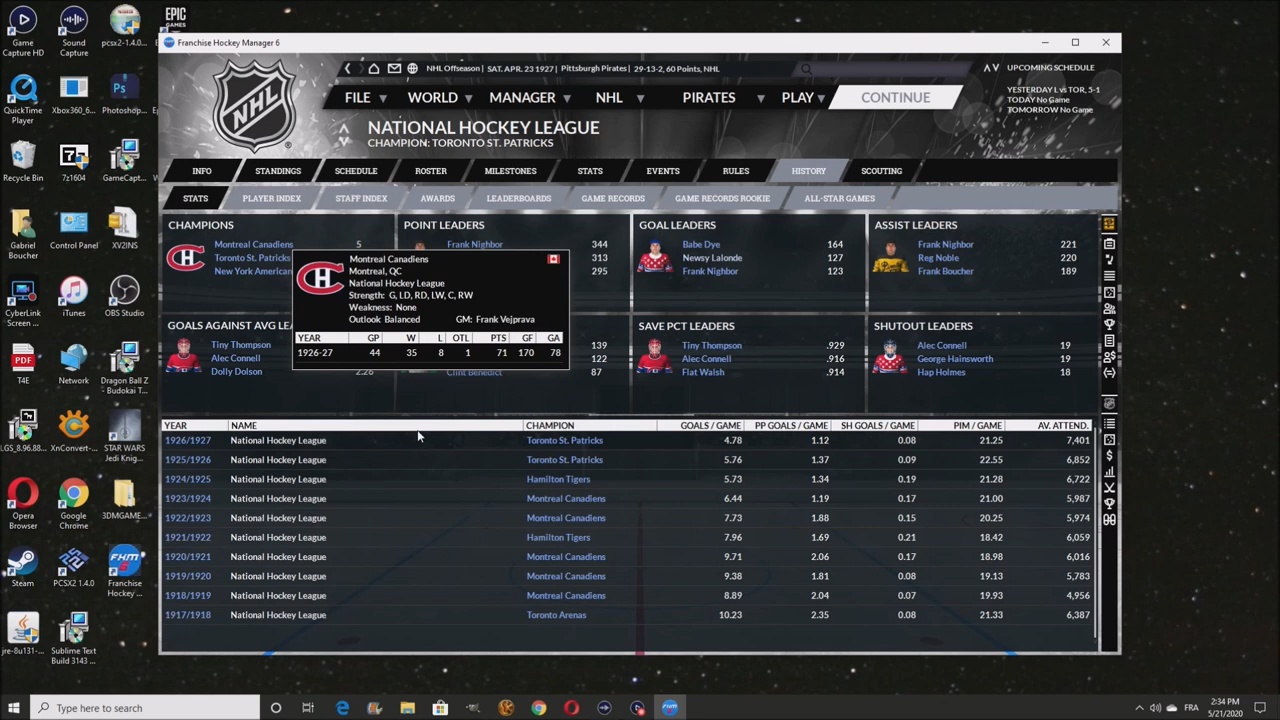 Game Capture HD
Sound Capture
pcsx2-1.4.0...
EPIC GAMES
QuickTime Player
Xbox360_6...
Photoshop...
Recycle Bin
7z1604
GameCapt...
Gabriel Boucher
Control Panel
XV2INS
CyberLink Screen ...
iTunes
OBS Studio
PDF
T4E
Network
Dragon Ball Z - Budokai T...
LGS_8.96.88...
XnConvert-...
STAR WARS Jedi Knig...
Opera Browser
Google Chrome
3DMGAME...
Steam
PCSX2 1.4.0
FHM
Franchise Hockey ...
jre-8u131-...
Sublime Text Build 3143 ...
Franchise Hockey Manager 6
NHL Offseason | SAT. APR. 23 1927 | Pittsburgh Pirates | 29-13-2, 60 Points, NHL
UPCOMING SCHEDULE
YESTERDAY L vs TOR, 5-1
TODAY No Game
TOMORROW No Game
NHL
FILE WORLD MANAGER NHL PIRATES PLAY CONTINUE
NATIONAL HOCKEY LEAGUE
CHAMPION: TORONTO ST. PATRICKS
INFO STANDINGS SCHEDULE ROSTER MILESTONES STATS EVENTS RULES HISTORY SCOUTING
STATS PLAYER INDEX STAFF INDEX AWARDS LEADERBOARDS GAME RECORDS GAME RECORDS ROOKIE ALL-STAR GAMES
CHAMPIONS
Montreal Canadiens 5
Toronto St. Patricks
New York American
POINT LEADERS
Frank Nighbor 344
313
295
GOAL LEADERS
Babe Dye 164
Newsy Lalonde 127
Frank Nighbor 123
ASSIST LEADERS
Frank Nighbor 221
Reg Noble 220
Frank Boucher 189
Montreal Canadiens
Montreal, QC
National Hockey League
Strength: G, LD, RD, LW, C, RW
Weakness: None
Outlook Balanced GM: Frank Vejprava
YEAR GP W L OTL PTS GF GA
1926-27 44 35 8 1 71 170 78
GOALS AGAINST AVG LEA
Tiny Thompson
Alec Connell
Dolly Dolson 2.26
139
122
Clint Benedict 87
SAVE PCT LEADERS
Tiny Thompson .929
Alec Connell .916
Flat Walsh .914
SHUTOUT LEADERS
Alec Connell 19
George Hainsworth 19
Hap Holmes 18
YEAR NAME CHAMPION GOALS / GAME PP GOALS / GAME SH GOALS / GAME PIM / GAME AV. ATTEND.
1926/1927 National Hockey League Toronto St. Patricks 4.78 1.12 0.08 21.25 7,401
1925/1926 National Hockey League Toronto St. Patricks 5.76 1.37 0.09 22.55 6,852
1924/1925 National Hockey League Hamilton Tigers 5.73 1.34 0.19 21.28 6,722
1923/1924 National Hockey League Montreal Canadiens 6.44 1.19 0.17 21.00 5,987
1922/1923 National Hockey League Montreal Canadiens 7.73 1.88 0.15 20.25 5,974
1921/1922 National Hockey League Hamilton Tigers 7.96 1.69 0.21 18.42 6,059
1920/1921 National Hockey League Montreal Canadiens 9.71 2.06 0.17 18.98 6,016
1919/1920 National Hockey League Montreal Canadiens 9.38 1.81 0.08 19.13 5,783
1918/1919 National Hockey League Montreal Canadiens 8.89 2.04 0.07 19.93 4,956
1917/1918 National Hockey League Toronto Arenas 10.23 2.35 0.08 21.33 6,387
Type here to search
FRA
2:34 PM
5/21/2020